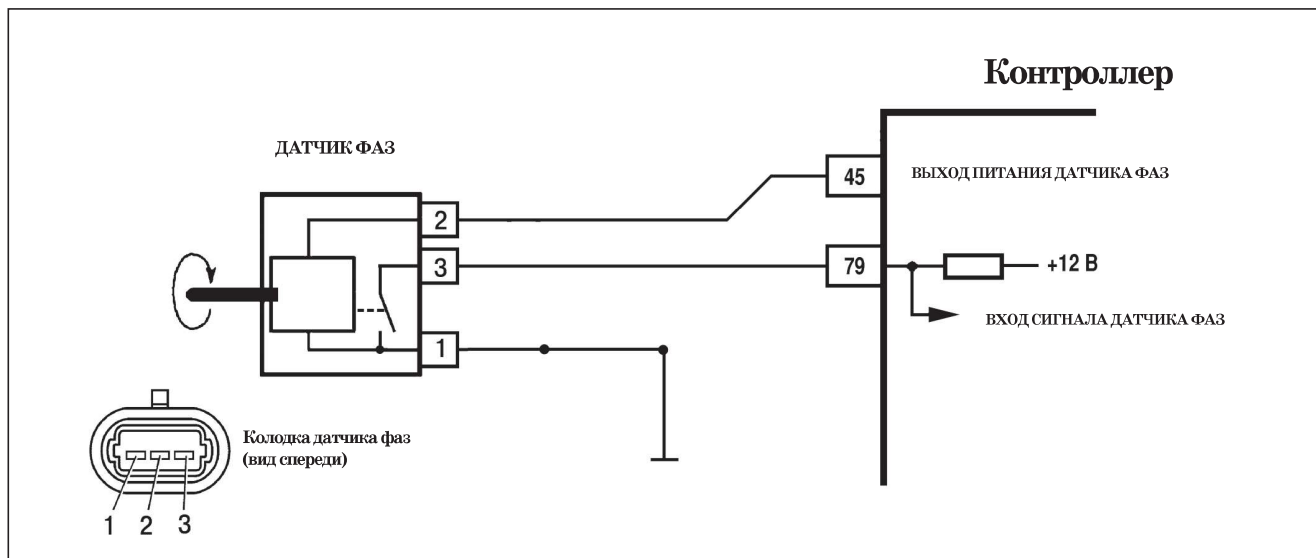 Контроллер
ДАТЧИК ФАЗ
45
ВЫХОД ПИТАНИЯ ДАТЧИКА ФАЗ
2
3
79
+12 В
ВХОД СИГНАЛА ДАТЧИКА ФАЗ
1
Колодка датчика фаз
(вид спереди)
1 2 3